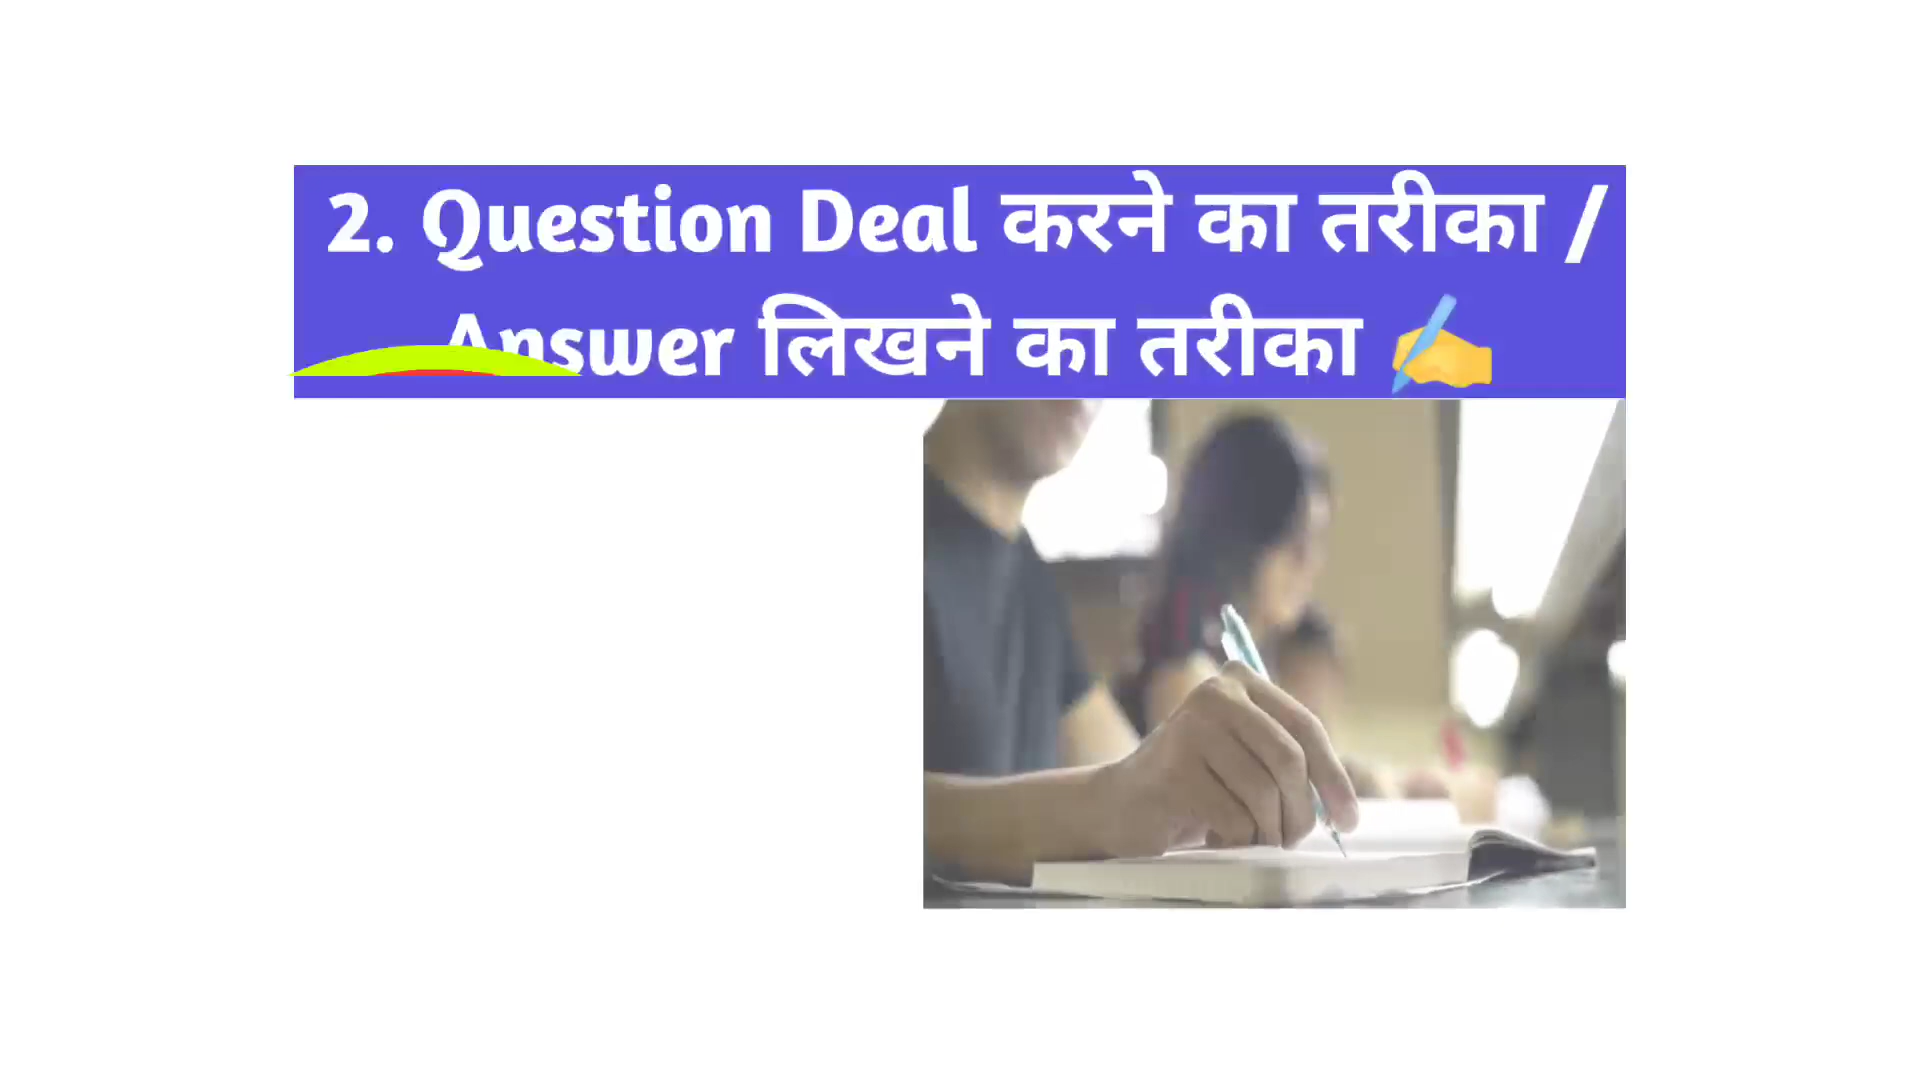 2. Question Deal करने का तरीका /
Answer लिखने का तरीका ✍